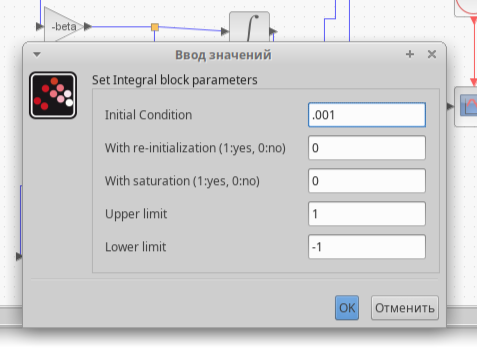 -beta
∫
Ввод значений
Set Integral block parameters
Initial Condition .001
With re-initialization (1:yes, 0:no) 0
With saturation (1:yes, 0:no) 0
Upper limit 1
Lower limit -1
OK Отменить